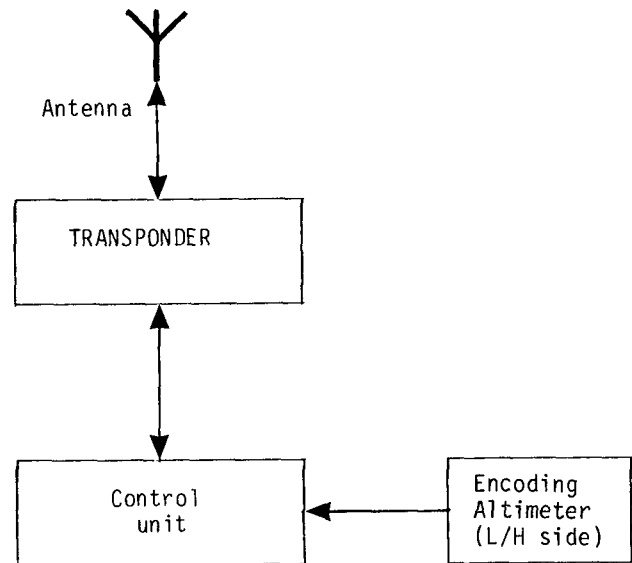 Antenna
TRANSPONDER
Control
unit
Encoding
Altimeter
(L/H side)